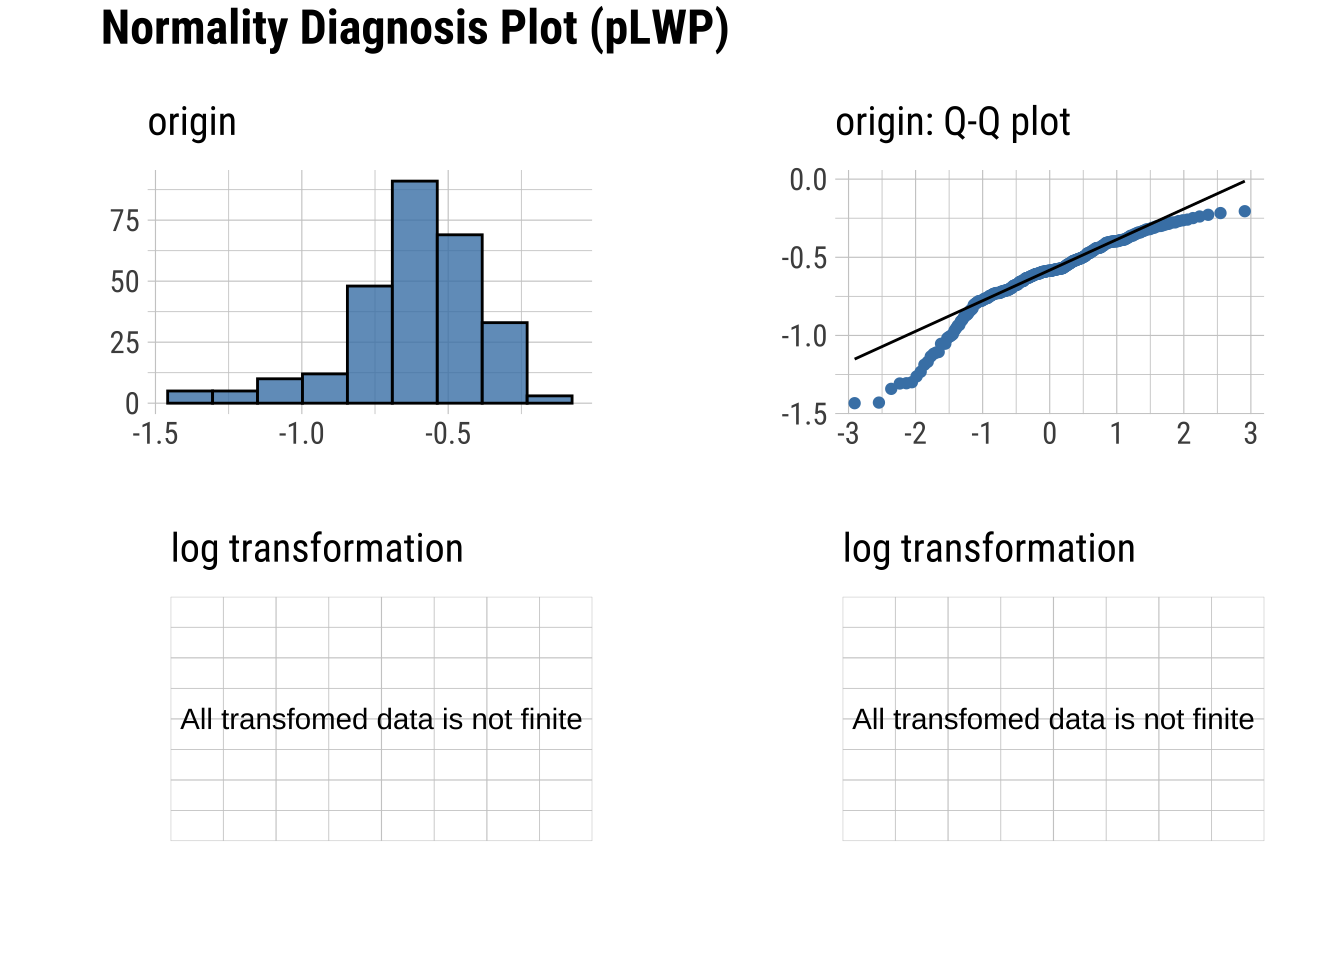 Normality Diagnosis Plot (pLWP)
origin
75
50
25
0
-1.5 -1.0 -0.5
origin: Q-Q plot
0.0
-0.5
-1.0
-1.5
-3 -2 -1 0 1 2 3
log transformation
All transfomed data is not finite
log transformation
All transfomed data is not finite